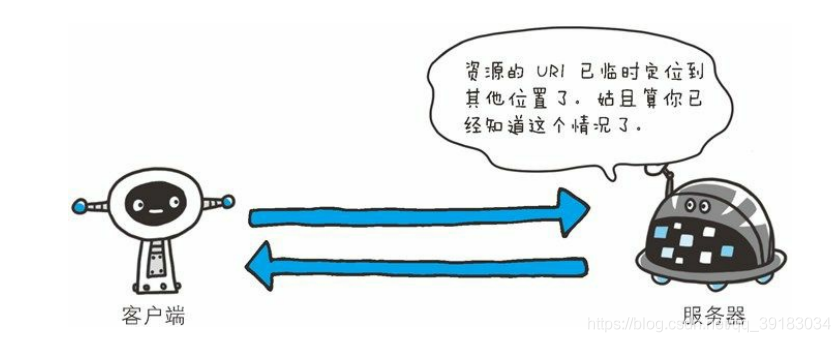 资源的 URI 已临时定位到
其他位置了。姑且算你已
经知道这个情况了。
客户端
服务器
https://blog.csdn.net/qq_39183034